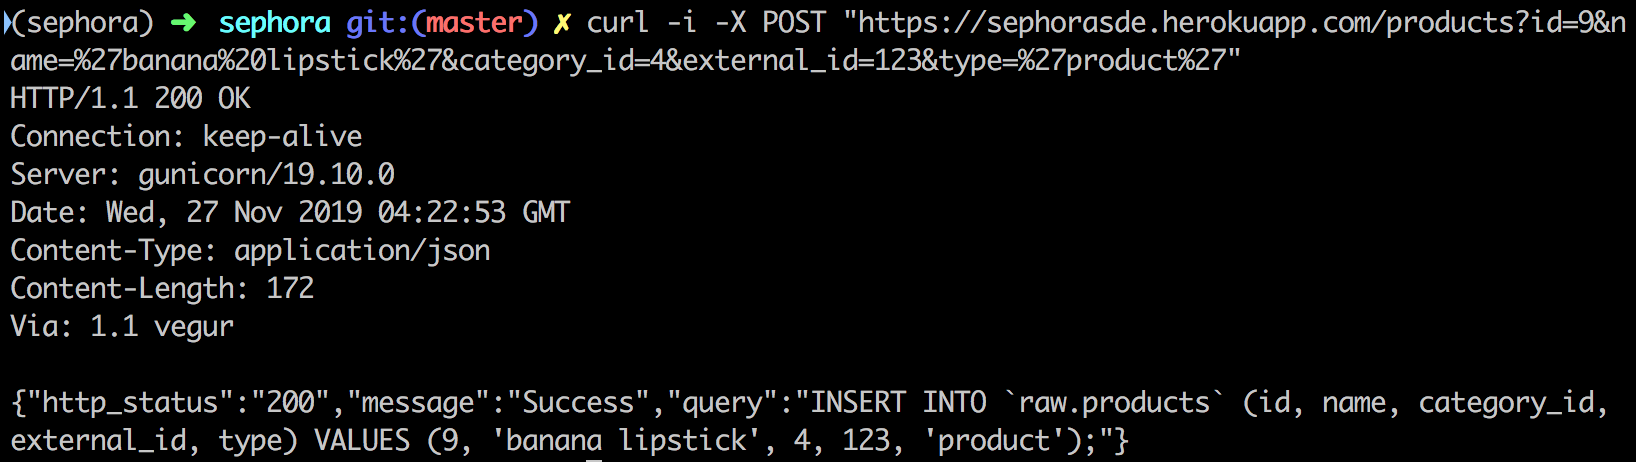 (sephora) ➜ sephora git:(master) ✗ curl -i -X POST "https://sephorasde.herokuapp.com/products?id=9&n
ame=%27banana%20lipstick%27&category_id=4&external_id=123&type=%27product%27"
HTTP/1.1 200 OK
Connection: keep-alive
Server: gunicorn/19.10.0
Date: Wed, 27 Nov 2019 04:22:53 GMT
Content-Type: application/json
Content-Length: 172
Via: 1.1 vegur
{"http_status":"200","message":"Success","query":"INSERT INTO `raw.products` (id, name, category_id,
external_id, type) VALUES (9, 'banana lipstick', 4, 123, 'product');"}